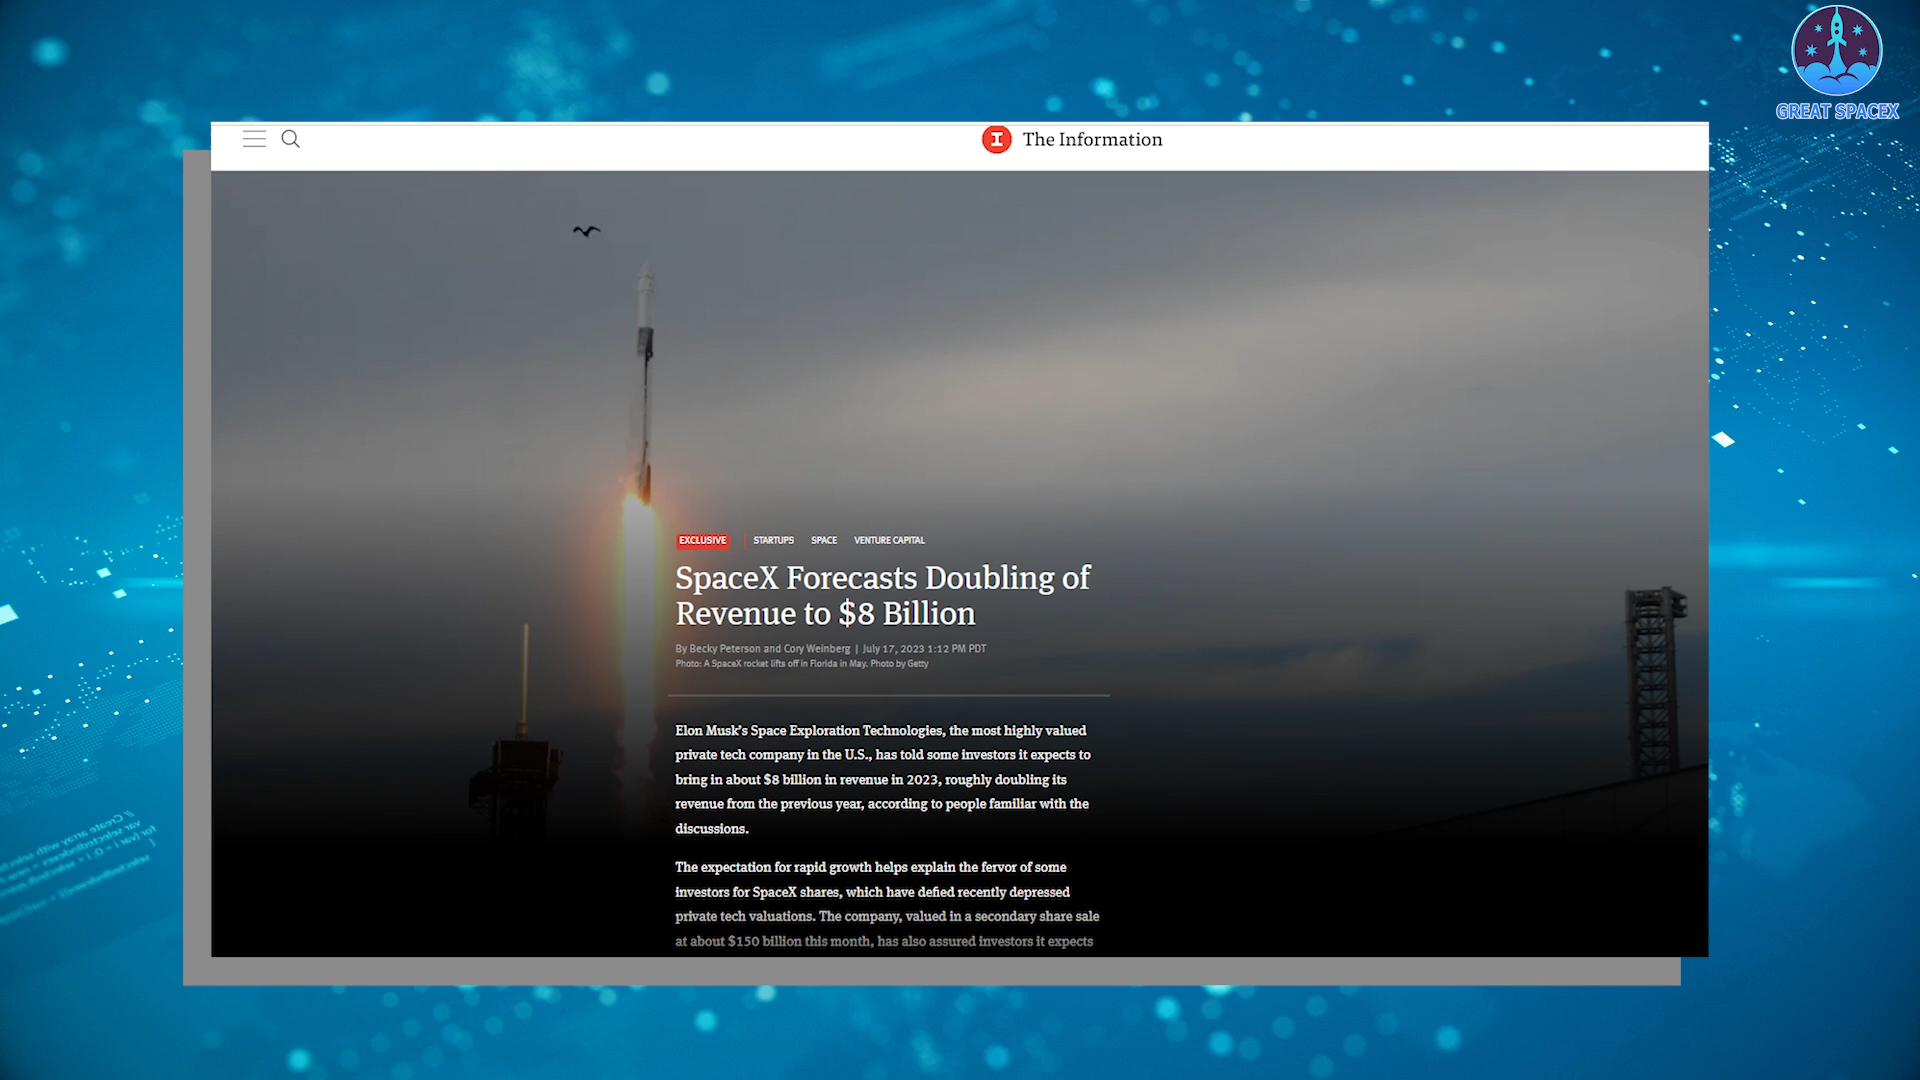 GREAT SPACEX
The Information
EXCLUSIVE STARTUPS SPACE VENTURE CAPITAL
SpaceX Forecasts Doubling of
Revenue to $8 Billion
By Becky Peterson and Cory Weinberg | July 17, 2023 1:12 PM PDT
Photo: A SpaceX rocket lifts off in Florida in May. Photo by Getty
Elon Musk's Space Exploration Technologies, the most highly valued
private tech company in the U.S., has told some investors it expects to
bring in about $8 billion in revenue in 2023, roughly doubling its
revenue from the previous year, according to people familiar with the
discussions.
The expectation for rapid growth helps explain the fervor of some
investors for SpaceX shares, which have defied recently depressed
private tech valuations. The company, valued in a secondary share sale
at about $150 billion this month, has also assured investors it expects